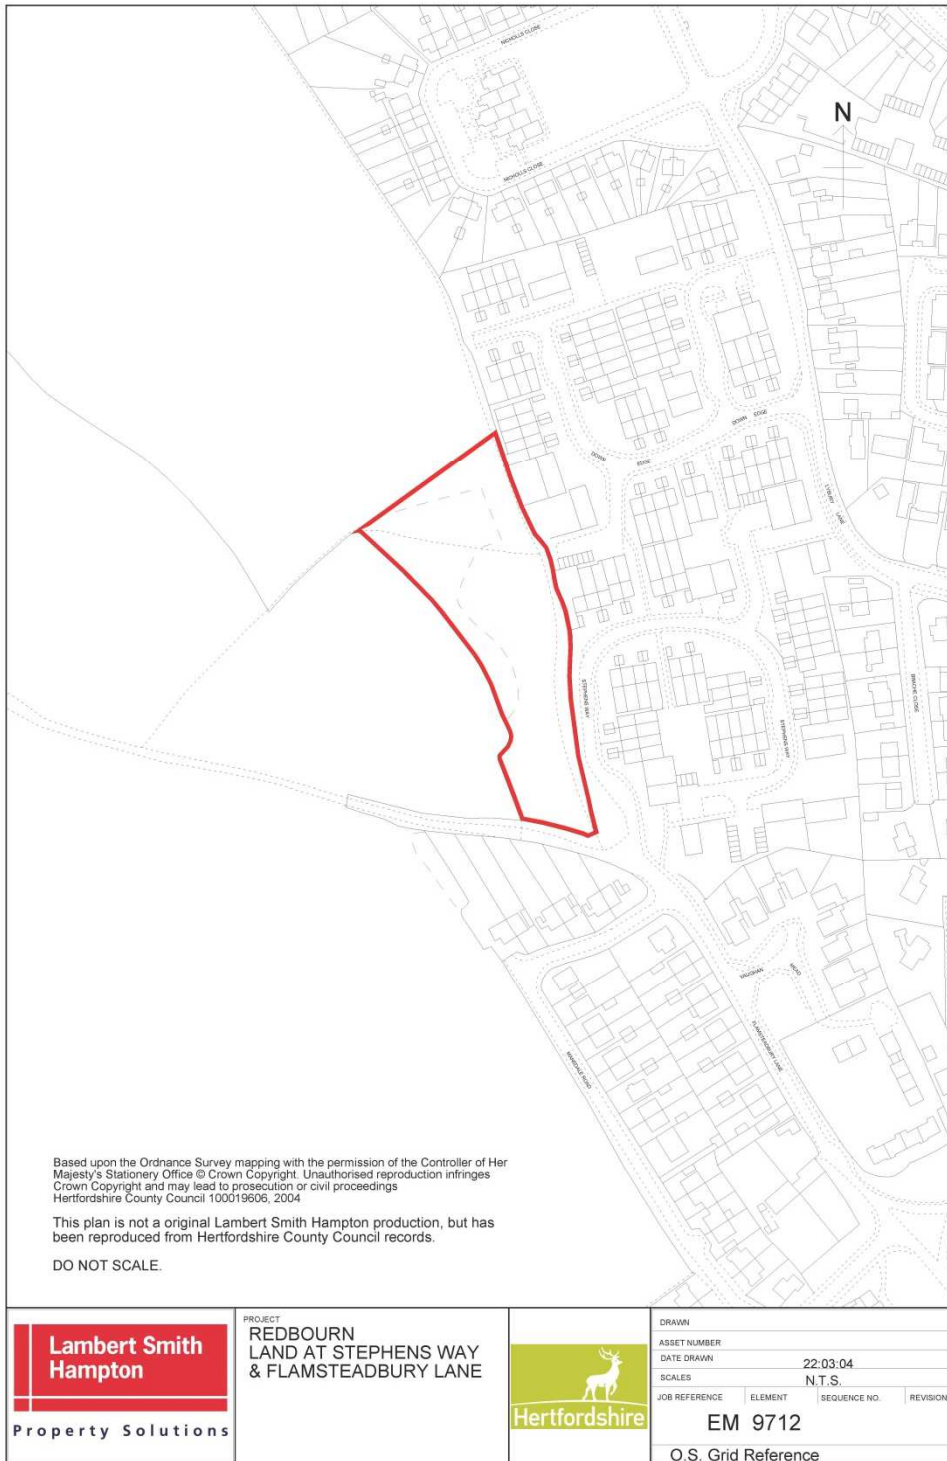 NICHOLLS CLOSE
N
NICHOLLS CLOSE
DOWN EDGE
DOWN EDGE
LYBURY LANE
STEPHENS WAY
BRACHE CLOSE
STEPHENS WAY
VAUGHAN MEAD
FLAMSTEADBURY LANE
MANSDALE ROAD
Based upon the Ordnance Survey mapping with the permission of the Controller of Her
Majesty's Stationery Office © Crown Copyright. Unauthorised reproduction infringes
Crown Copyright and may lead to prosecution or civil proceedings
Hertfordshire County Council 100019606, 2004
This plan is not a original Lambert Smith Hampton production, but has
been reproduced from Hertfordshire County Council records.
DO NOT SCALE.
Lambert Smith
Hampton
Property Solutions
PROJECT
REDBOURN
LAND AT STEPHENS WAY
& FLAMSTEADBURY LANE
Hertfordshire
DRAWN
ASSET NUMBER
DATE DRAWN 22:03:04
SCALES N.T.S.
JOB REFERENCE ELEMENT SEQUENCE NO. REVISION
EM 9712
O.S. Grid Reference